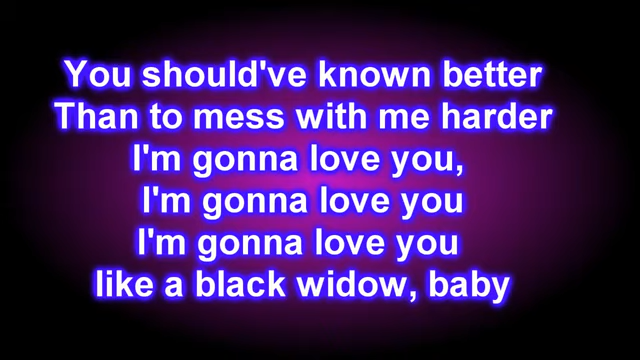 You should've known better
Than to mess with me harder
I'm gonna love you,
I'm gonna love you
I'm gonna love you
like a black widow, baby